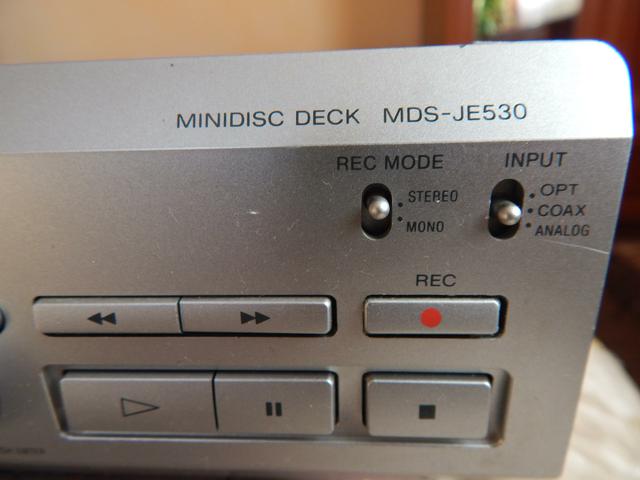 MINIDISC DECK MDS-JE530
REC MODE
INPUT
STEREO
MONO
OPT
COAX
ANALOG
REC